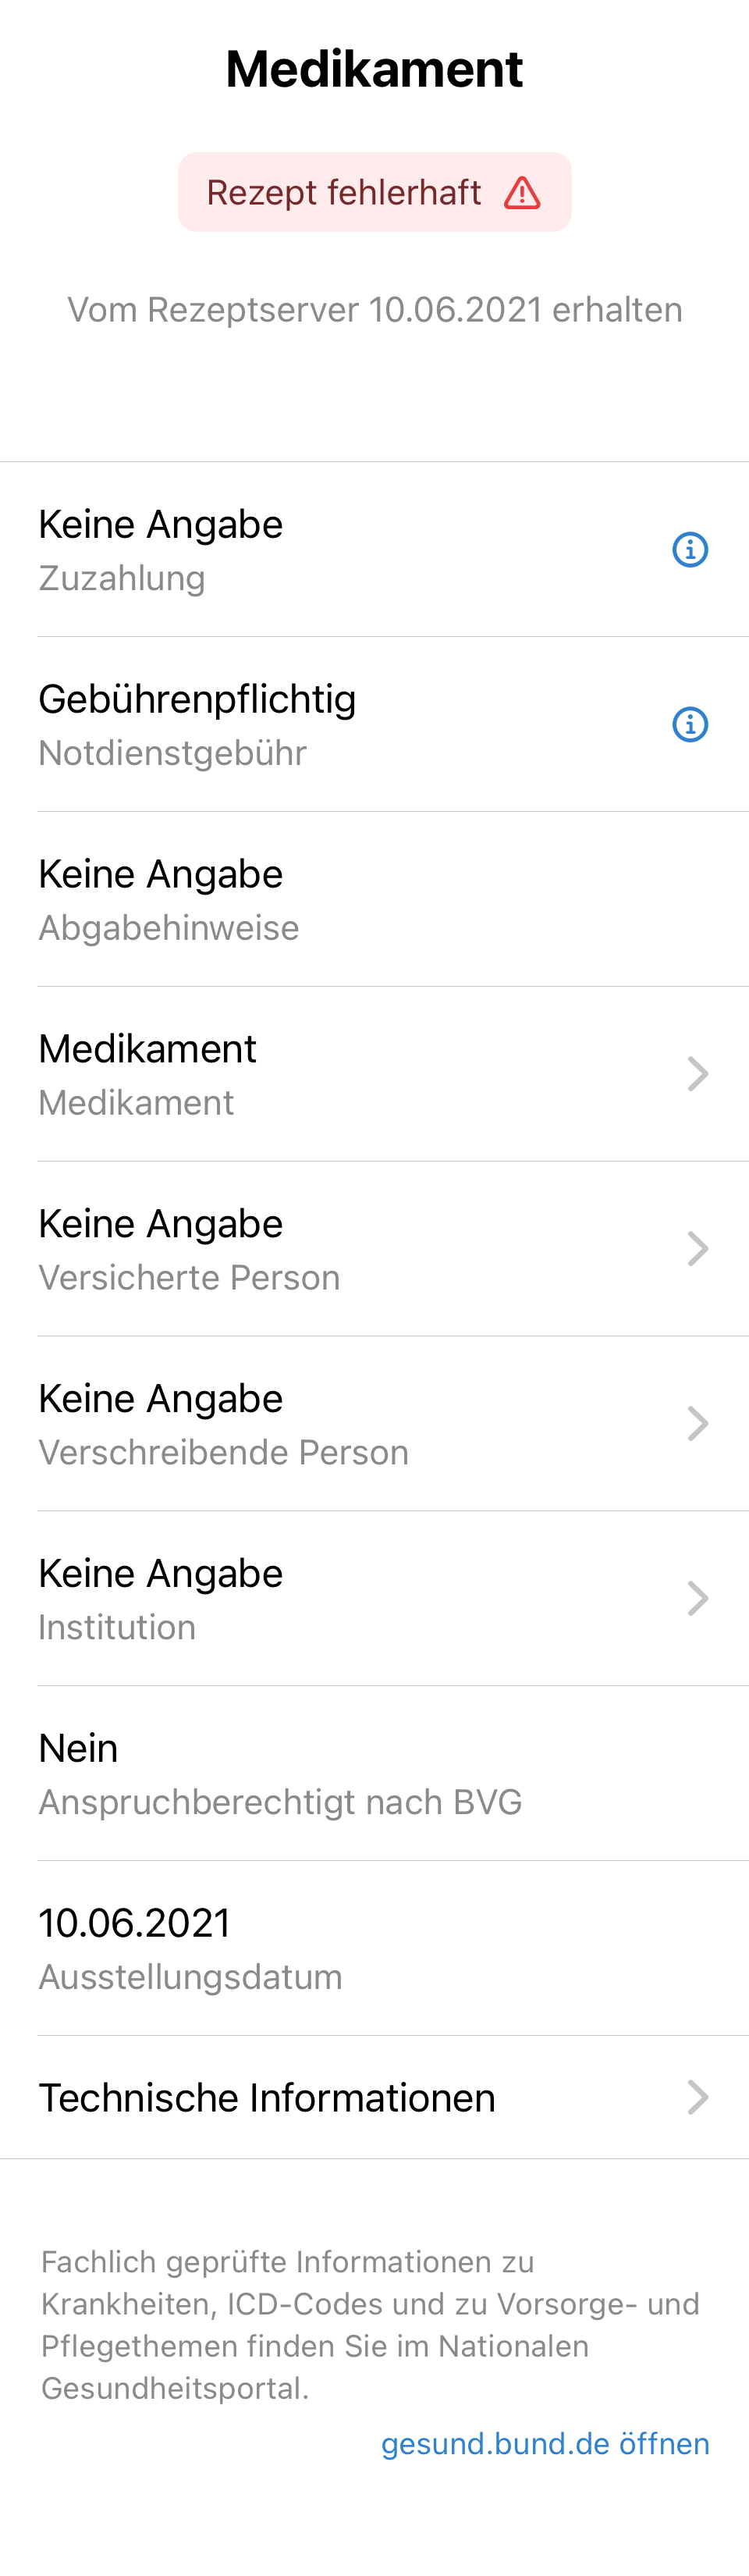 Medikament
Rezept fehlerhaft
Vom Rezeptserver 10.06.2021 erhalten
Keine Angabe
Zuzahlung
Gebührenpflichtig
Notdienstgebühr
Keine Angabe
Abgabehinweise
Medikament
Medikament
Keine Angabe
Versicherte Person
Keine Angabe
Verschreibende Person
Keine Angabe
Institution
Nein
Anspruchberechtigt nach BVG
10.06.2021
Ausstellungsdatum
Technische Informationen
Fachlich geprüfte Informationen zu
Krankheiten, ICD-Codes und zu Vorsorge- und
Pflegethemen finden Sie im Nationalen
Gesundheitsportal.
gesund.bund.de öffnen